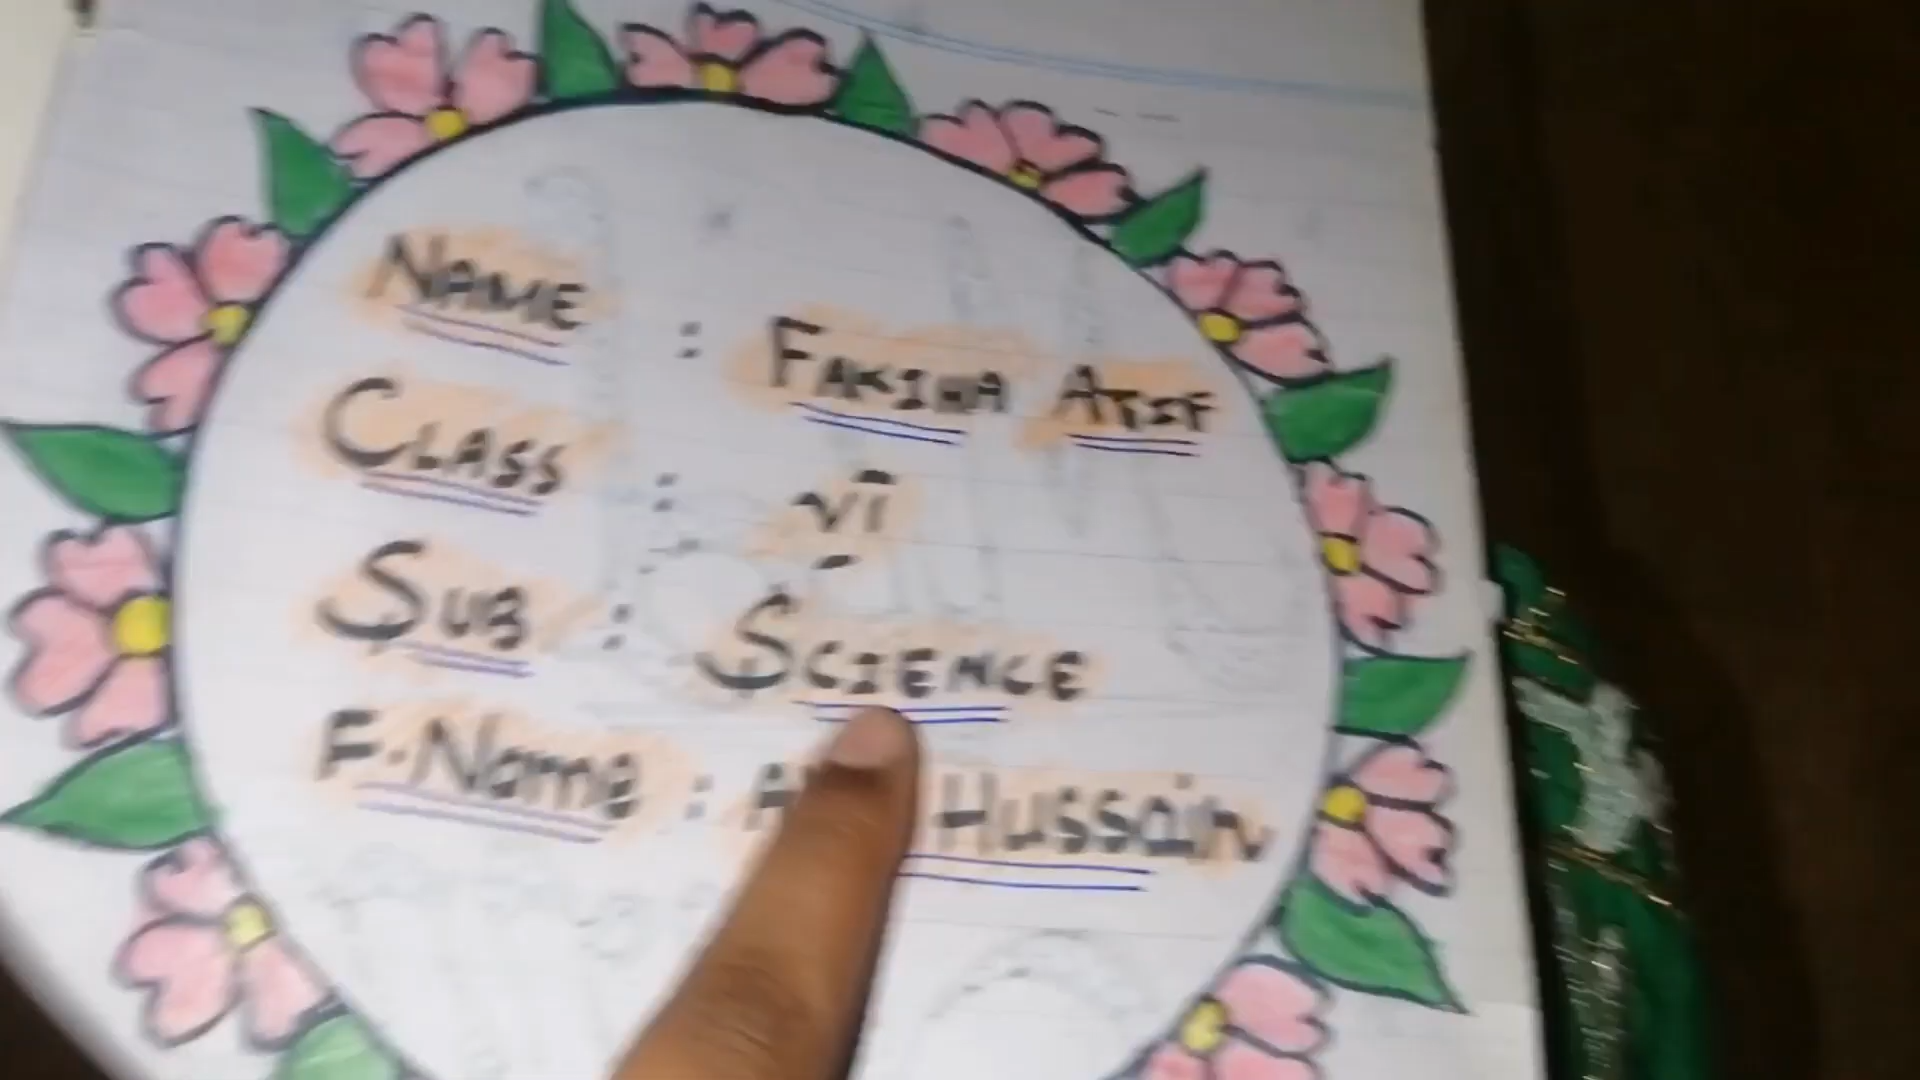 NAME : FAKIHA ATIF
CLASS : VI
SUB : SCIENCE
F.Name : Hussain